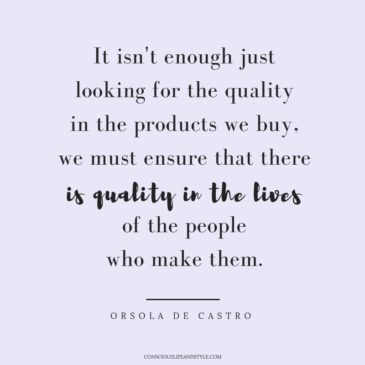 It isn't enough just
looking for the quality
in the products we buy,
we must ensure that there
is quality in the lives
of the people
who make them.
ORSOLA DE CASTRO
CONSCIOUSLIFEANDSTYLE.COM